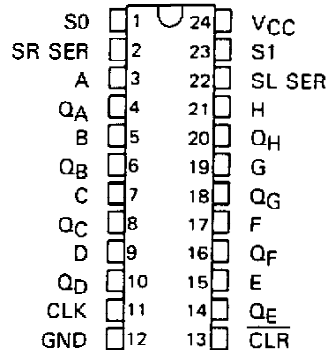 S0 1 24 VCC
SR SER 2 23 S1
A 3 22 SL SER
QA 4 21 H
B 5 20 QH
QB 6 19 G
C 7 18 QG
QC 8 17 F
D 9 16 QF
QD 10 15 E
CLK 11 14 QE
GND 12 13 C̅L̅R̅